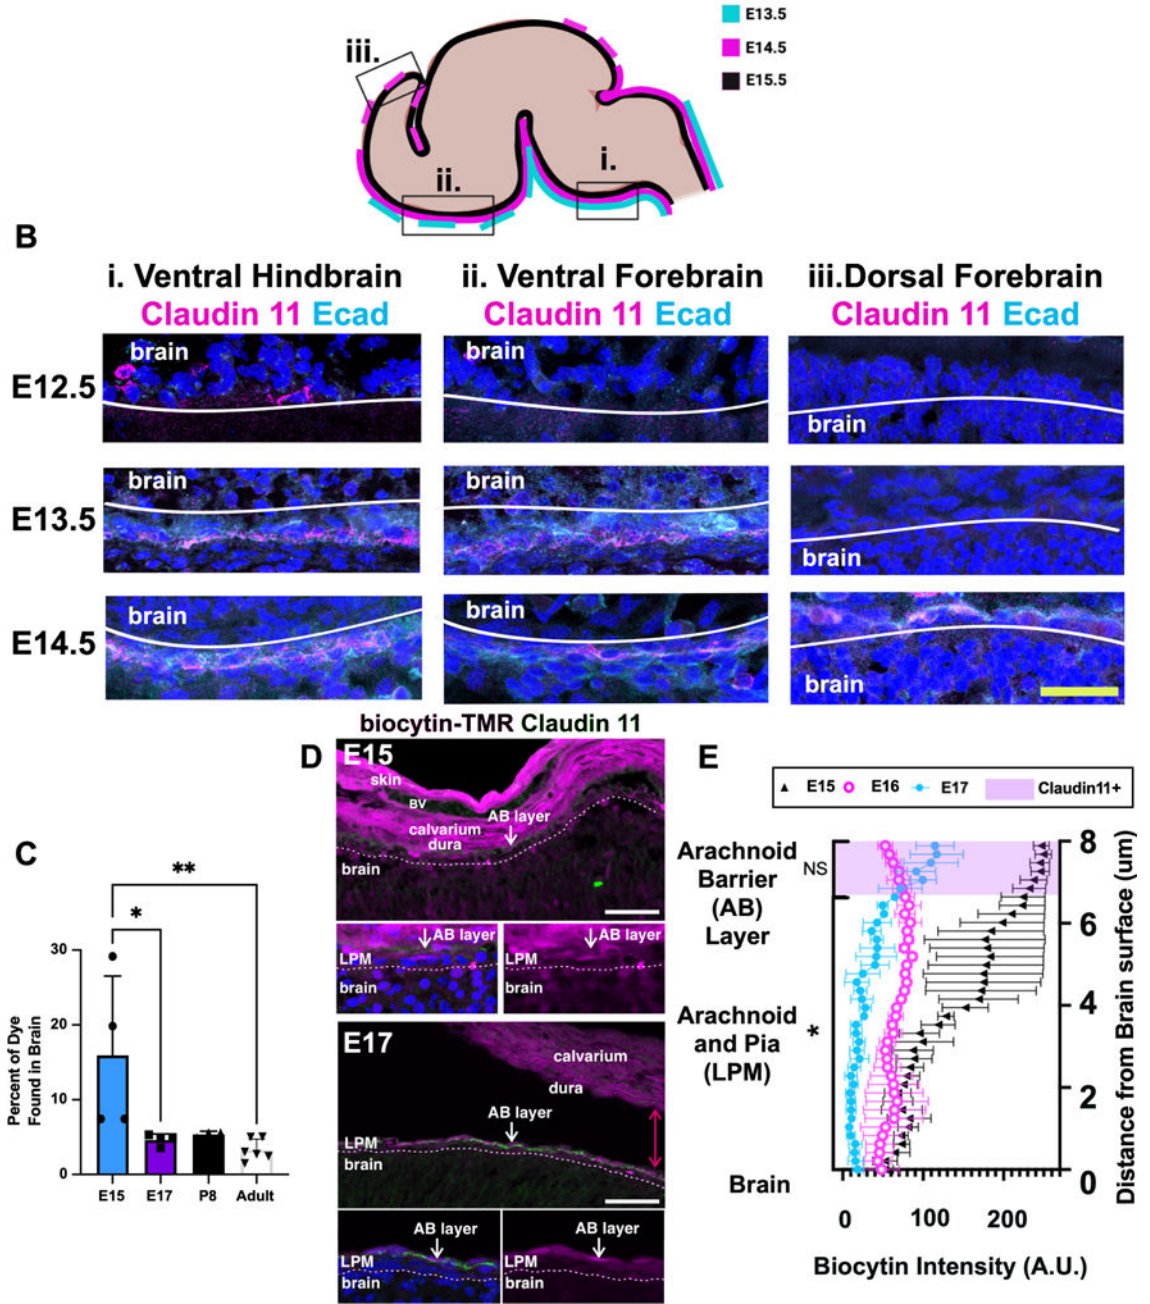 E13.5
E14.5
E15.5
iii.
ii.
i.
B
i. Ventral Hindbrain
ii. Ventral Forebrain
iii.Dorsal Forebrain
Claudin 11 Ecad
Claudin 11 Ecad
Claudin 11 Ecad
E12.5
brain
brain
brain
E13.5
brain
brain
brain
E14.5
brain
brain
brain
C
**
*
Percent of Dye
Found in Brain
30
20
10
0
E15
E17
P8
Adult
D
biocytin-TMR Claudin 11
E15
skin
BV
AB layer
calvarium
dura
brain
AB layer
AB layer
LPM
brain
LPM
brain
E17
calvarium
dura
AB layer
LPM
brain
AB layer
AB layer
LPM
brain
LPM
brain
E
E15
E16
E17
Claudin11+
Arachnoid
Barrier
(AB)
Layer
NS
Arachnoid
and Pia
(LPM)
*
Brain
8
6
4
2
0
Distance from Brain surface (um)
0
100
200
Biocytin Intensity (A.U.)